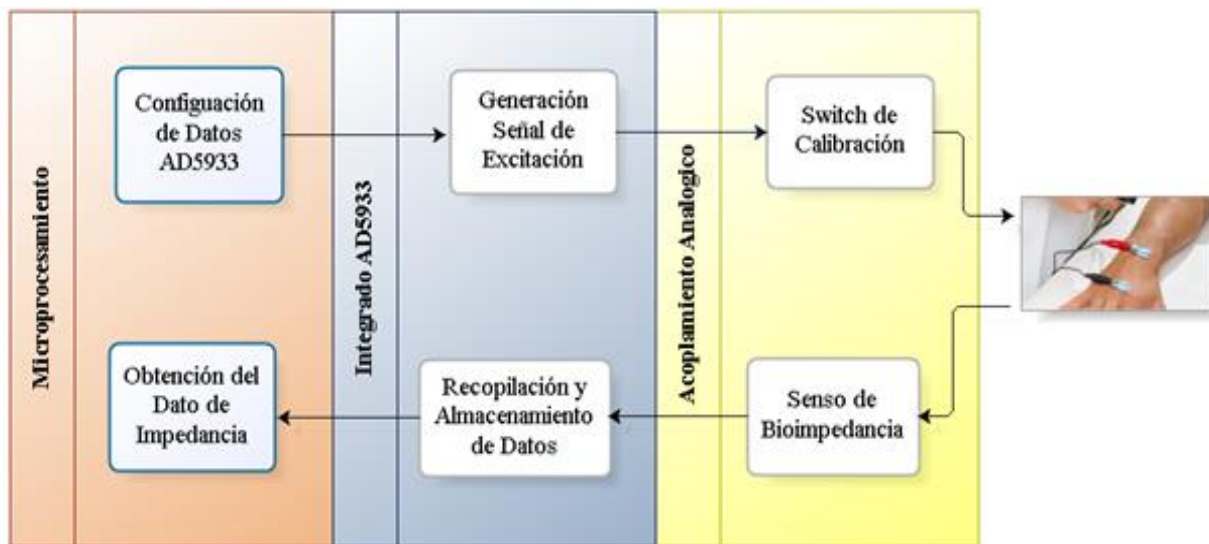 Microprocesamiento
Configuación
de Datos
AD5933
Obtención del
Dato de
Impedancia
Integrado AD5933
Generación
Señal de
Excitación
Recopilación y
Almacenamiento
de Datos
Acoplamiento Analogico
Switch de
Calibración
Senso de
Bioimpedancia